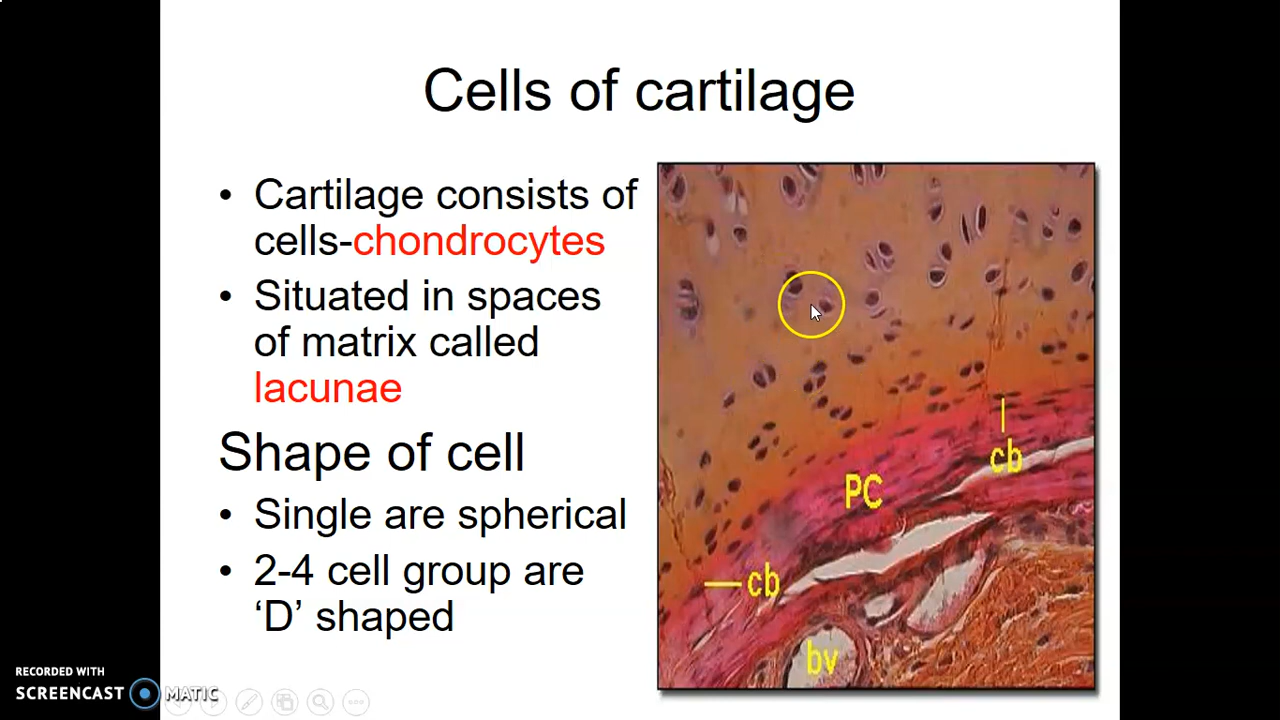 Cells of cartilage
• Cartilage consists of
cells-chondrocytes
• Situated in spaces
of matrix called
lacunae
Shape of cell
• Single are spherical
• 2-4 cell group are
‘D’ shaped
cb
PC
cb
bv
RECORDED WITH
SCREENCAST MATIC